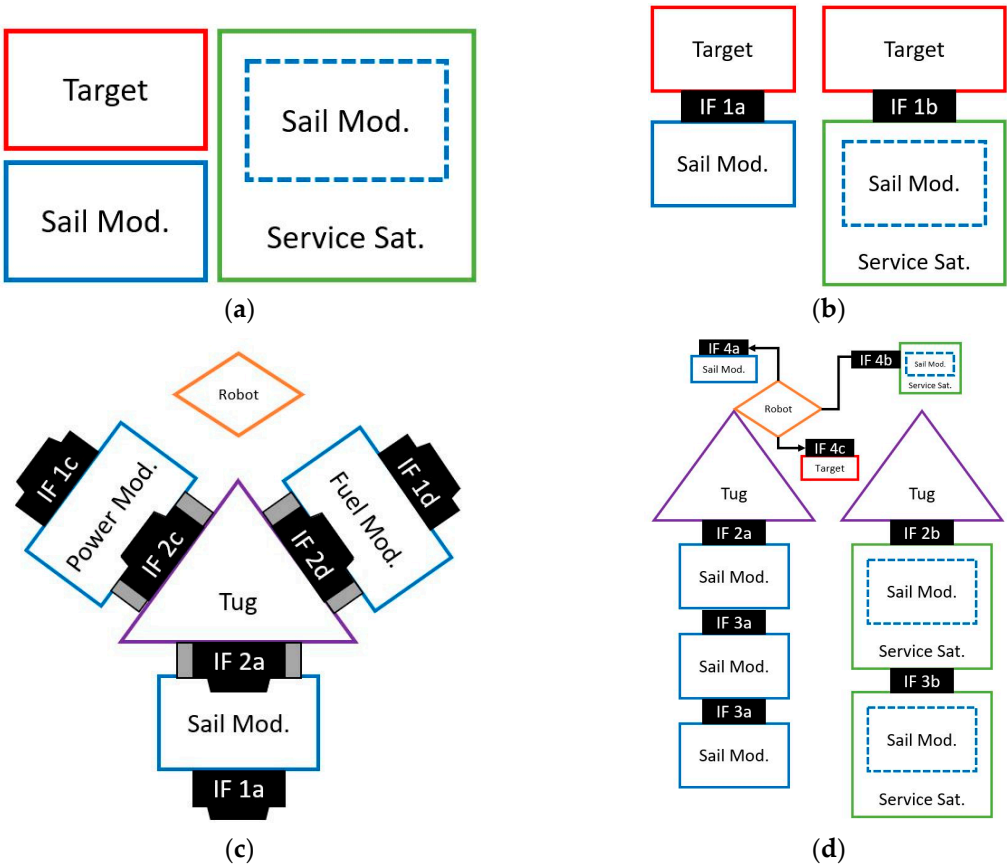 Target
Sail Mod.
Sail Mod.
Service Sat.
(a)
Target
IF 1a
Sail Mod.
Target
IF 1b
Sail Mod.
Service Sat.
(b)
Robot
IF 1c
Power Mod.
IF 2c
IF 1d
Fuel Mod.
IF 2d
Tug
IF 2a
Sail Mod.
IF 1a
(c)
IF 4a
Sail Mod.
Robot
IF 4b
Sail Mod.
Service Sat.
IF 4c
Target
Tug
IF 2a
Sail Mod.
IF 3a
Sail Mod.
IF 3a
Sail Mod.
Tug
IF 2b
Sail Mod.
Service Sat.
IF 3b
Sail Mod.
Service Sat.
(d)